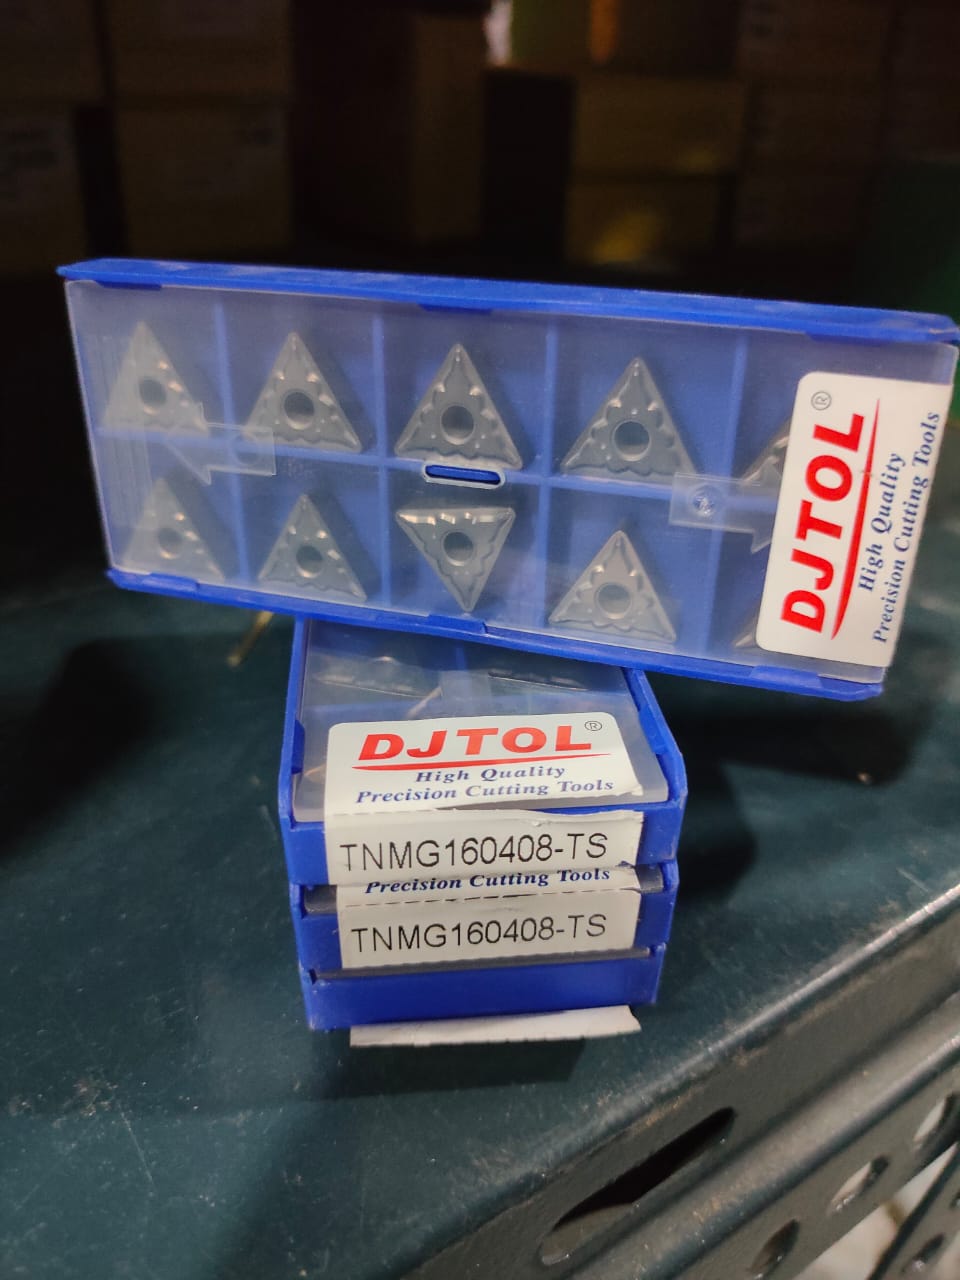 DJTOL®
High Quality
Precision Cutting Tools
DJTOL®
High Quality
Precision Cutting Tools
TNMG160408-TS
Precision Cutting Tools
TNMG160408-TS